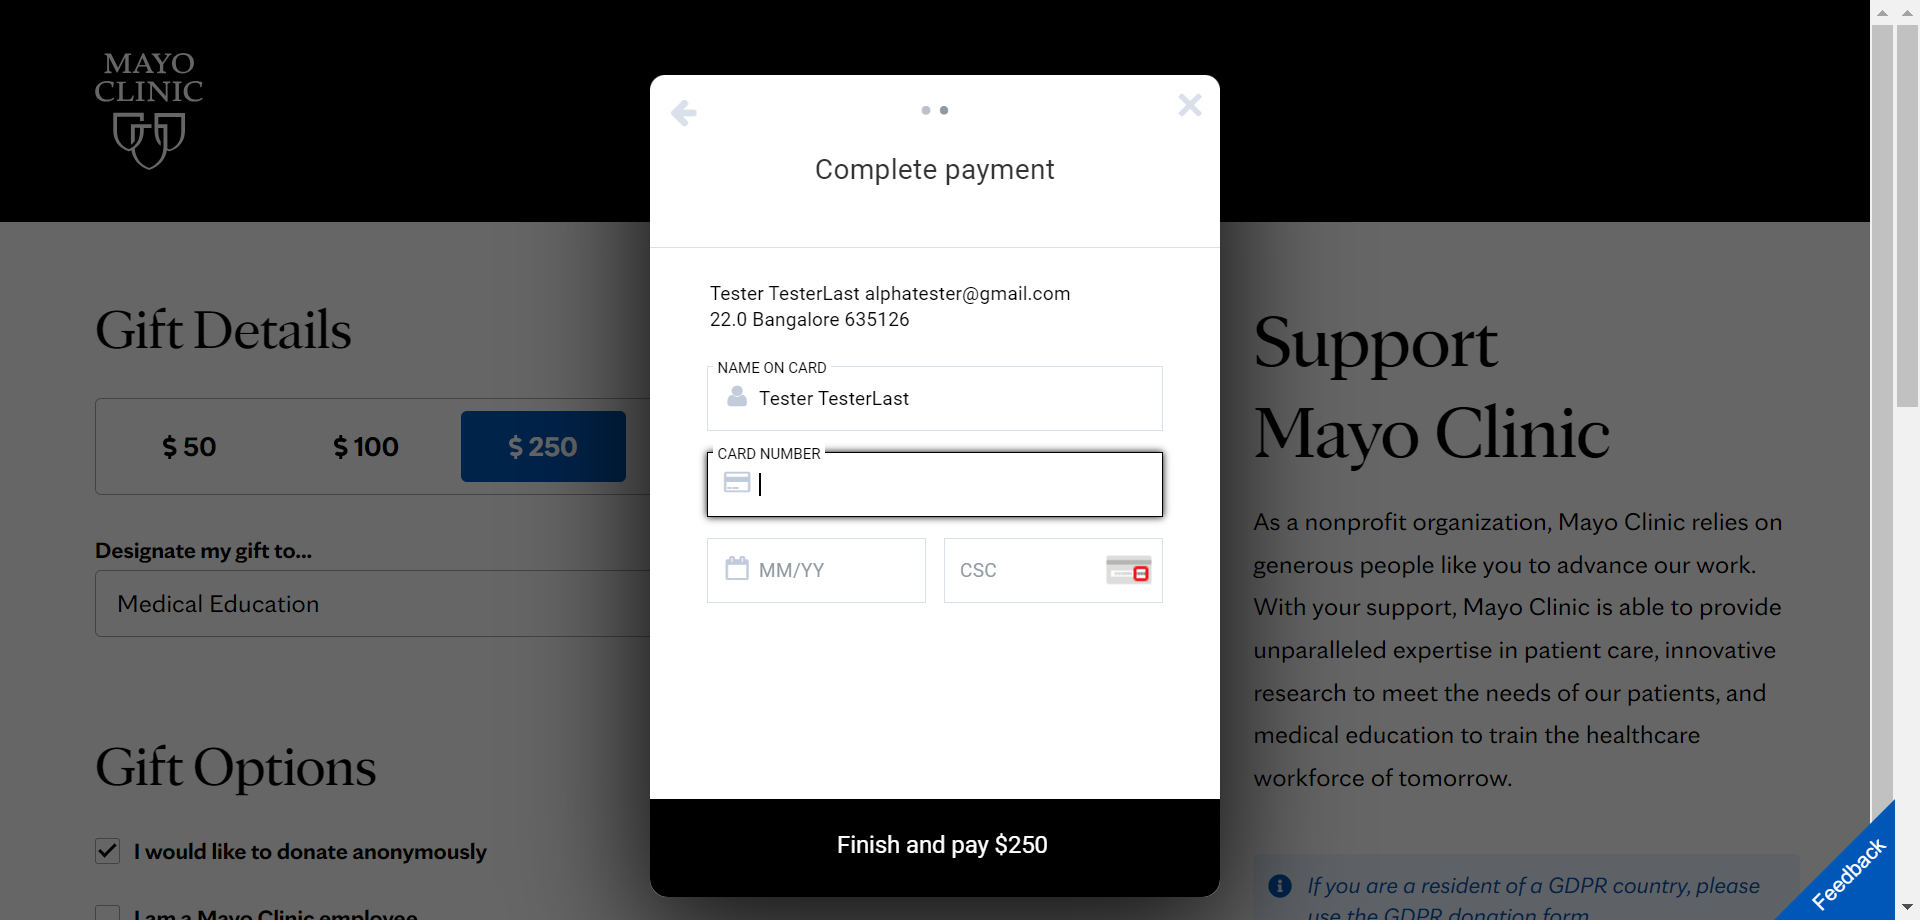 MAYO
CLINIC
Complete payment
Tester TesterLast alphatester@gmail.com
22.0 Bangalore 635126
NAME ON CARD
Tester TesterLast
CARD NUMBER
MM/YY
CSC
Finish and pay $250
Gift Details
$ 50
$ 100
$ 250
Designate my gift to...
Medical Education
Gift Options
I would like to donate anonymously
I am a Mayo Clinic employee
Support
Mayo Clinic
As a nonprofit organization, Mayo Clinic relies on
generous people like you to advance our work.
With your support, Mayo Clinic is able to provide
unparalleled expertise in patient care, innovative
research to meet the needs of our patients, and
medical education to train the healthcare
workforce of tomorrow.
If you are a resident of a GDPR country, please
use the GDPR donation form.
Feedback